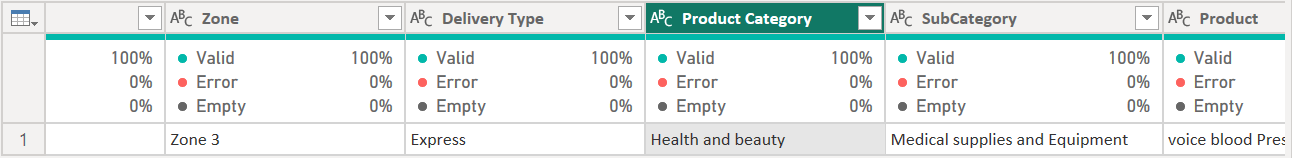 ABC Zone ABC Delivery Type ABC Product Category ABC SubCategory ABC Product
100% Valid 100% Valid 100% Valid 100% Valid 100% Valid
0% Error 0% Error 0% Error 0% Error 0% Error
0% Empty 0% Empty 0% Empty 0% Empty 0% Empty
1 Zone 3 Express Health and beauty Medical supplies and Equipment voice blood Pres